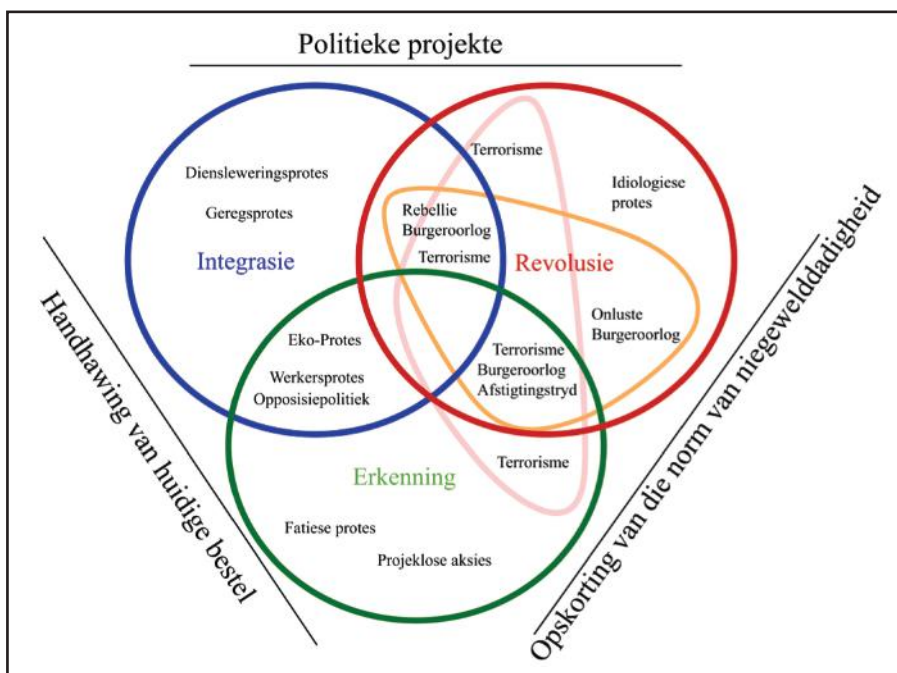 Politieke projekte
Terrorisme
Diensleweringsprotes
Idiologiese
protes
Geregsprotes
Rebellie
Burgeroorlog
Integrasie
Terrorisme
Revolusie
Onluste
Burgeroorlog
Eko-Protes
Terrorisme
Burgeroorlog
Afstigtingstryd
Werkersprotes
Opposisiepolitiek
Terrorisme
Erkenning
Fatiese protes
Projeklose aksies
Handhawing van huidige bestel
Opskorting van die norm van niegewelddadigheid